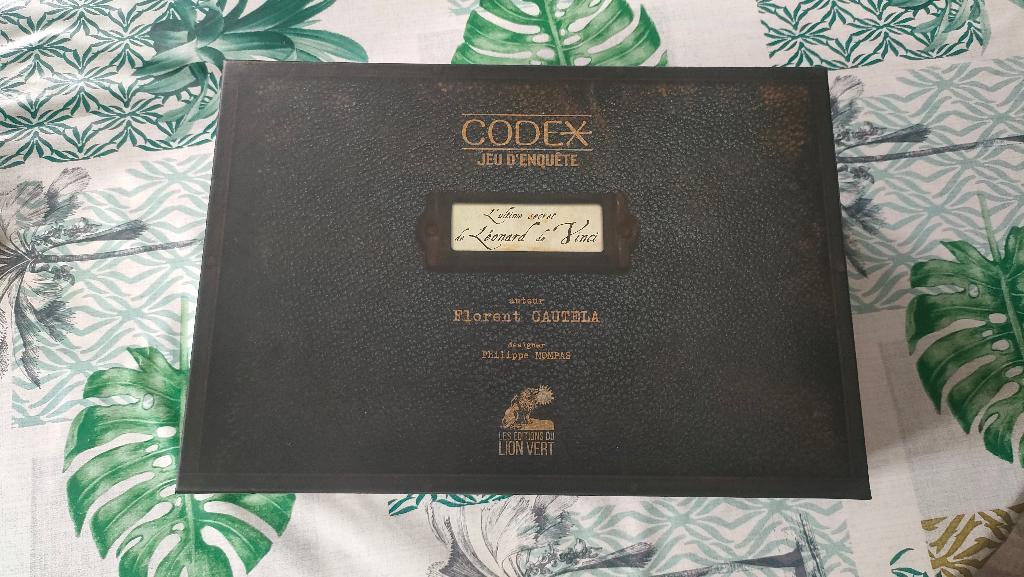 CODEX
JEU D'ENQUÊTE
L'ultime secret
de Léonard de Vinci
auteur
Florent CAUTELA
designer
Philippe MOMPAS
LES ÉDITIONS DU
LION VERT